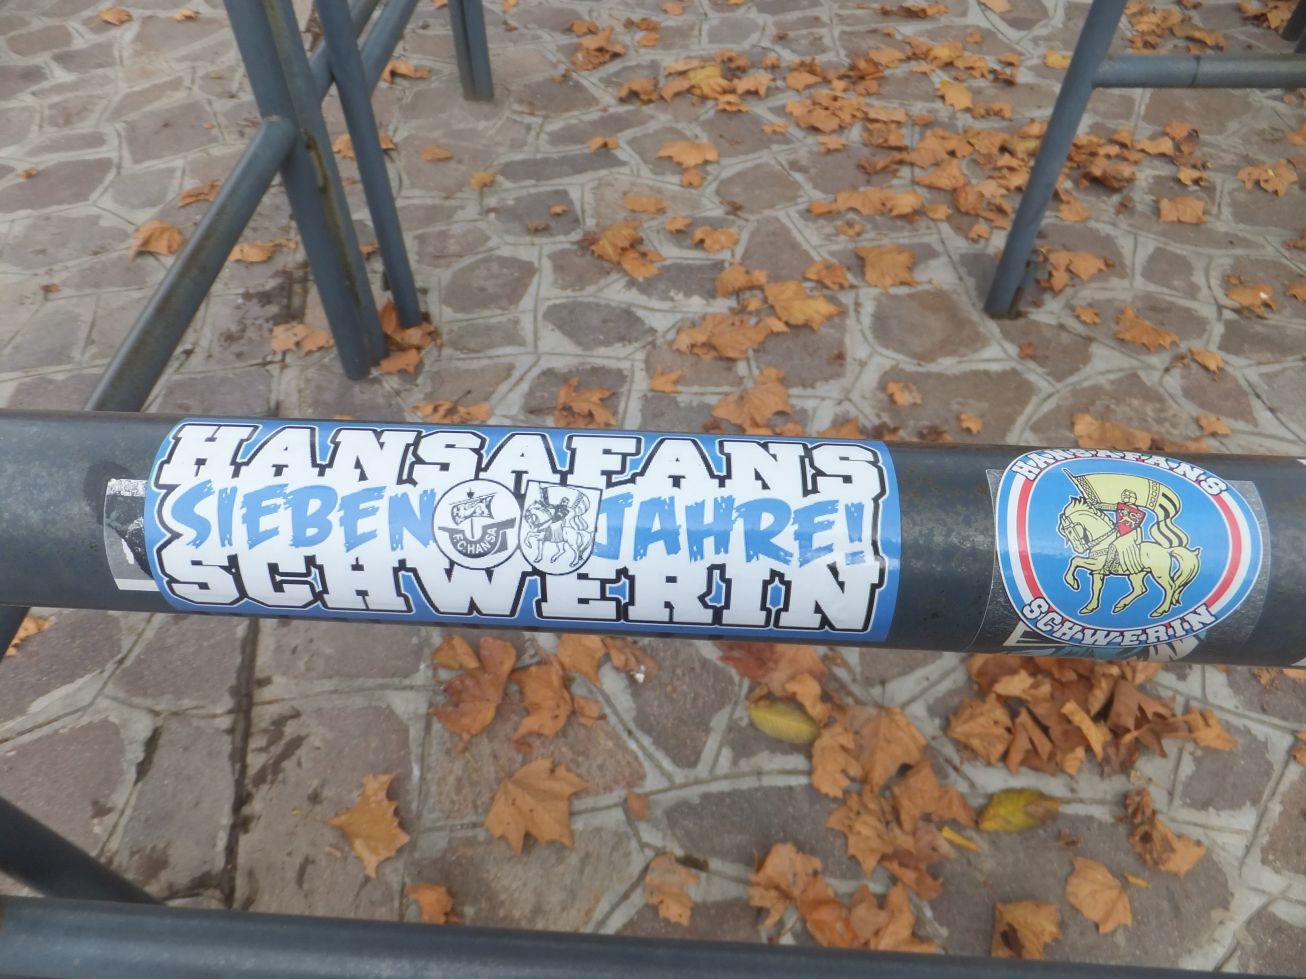 HANSAFANS
SIEBEN JAHRE!
F.C. HANSA
SCHWERIN
HANSAFANS
SCHWERIN